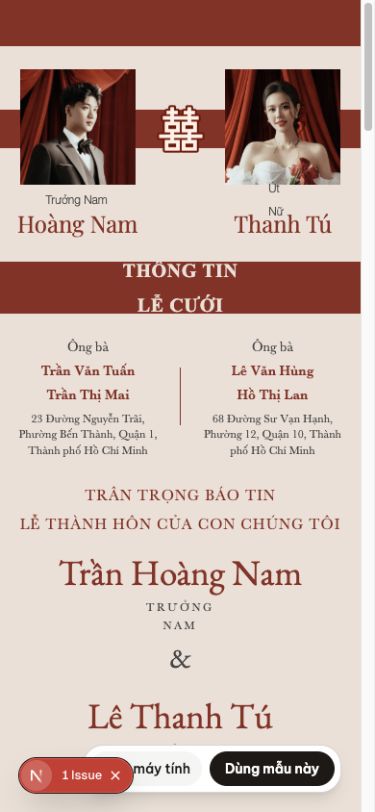 囍
Trưởng Nam
Hoàng Nam
Út
Nữ
Thanh Tú
THÔNG TIN
LỄ CƯỚI
Ông bà
Trần Văn Tuấn
Trần Thị Mai
23 Đường Nguyễn Trãi,
Phường Bến Thành, Quận 1,
Thành phố Hồ Chí Minh
Ông bà
Lê Văn Hùng
Hồ Thị Lan
68 Đường Sư Vạn Hạnh,
Phường 12, Quận 10, Thành
phố Hồ Chí Minh
TRÂN TRỌNG BÁO TIN
LỄ THÀNH HÔN CỦA CON CHÚNG TÔI
Trần Hoàng Nam
TRƯỞNG
NAM
&
Lê Thanh Tú
N 1 Issue ×
máy tính
Dùng mẫu này